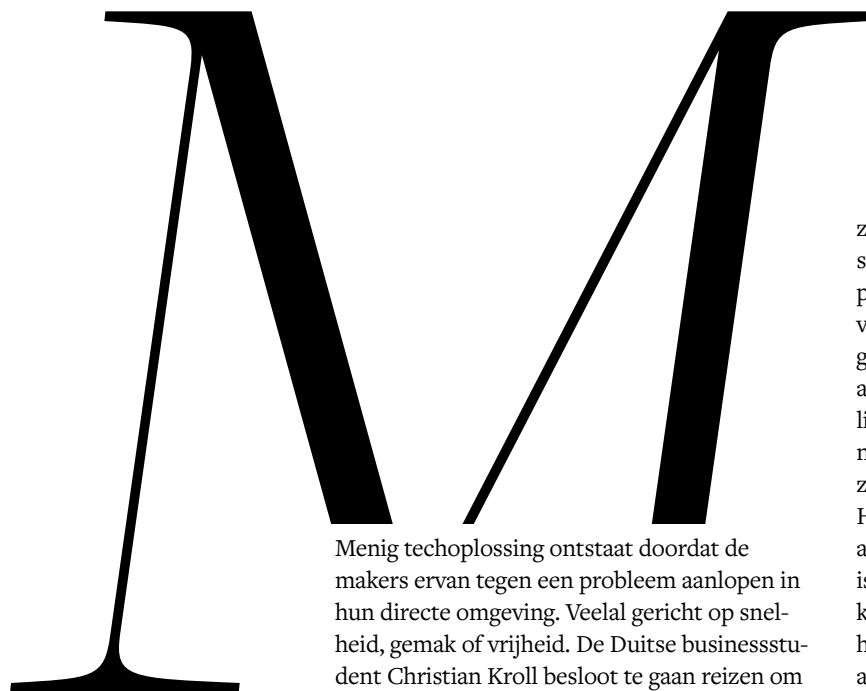 M
Menig techoplossing ontstaat doordat de
makers ervan tegen een probleem aanlopen in
hun directe omgeving. Veelal gericht op snel-
heid, gemak of vrijheid. De Duitse businessstu-
dent Christian Kroll besloot te gaan reizen om